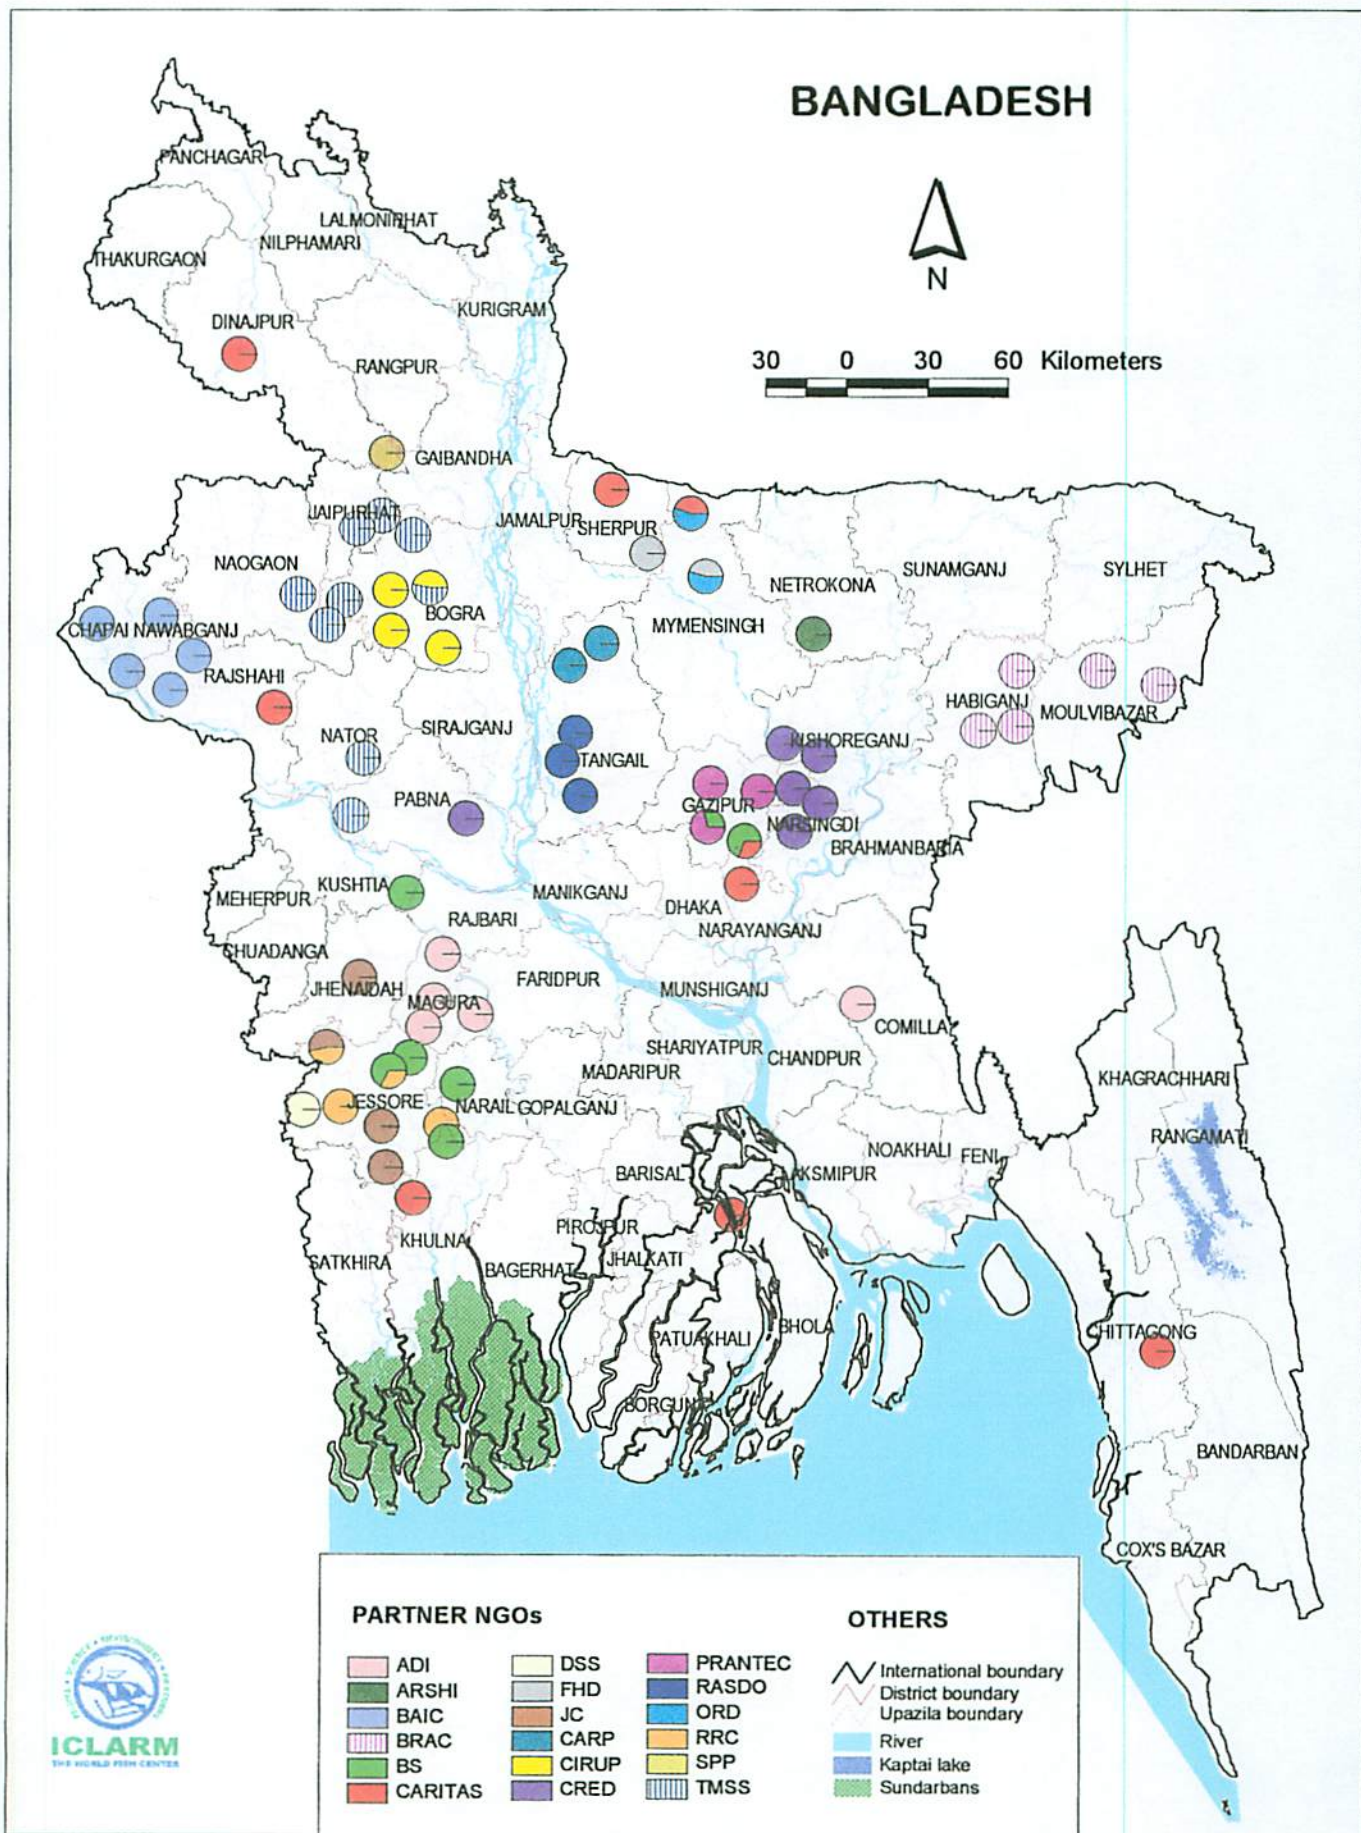 BANGLADESH
N
30 0 30 60 Kilometers
PANCHAGAR
LALMONIRHAT
NILPHAMARI
THAKURGAON
KURIGRAM
DINAJPUR
RANGPUR
GAIBANDHA
JAIPURHAT
JAMALPUR
SHERPUR
NAOGAON
NETROKONA
SUNAMGANJ
SYLHET
BOGRA
CHAPAI NAWABGANJ
MYMENSINGH
RAJSHAHI
HABIGANJ
MOULVIBAZAR
SIRAJGANJ
NATOR
KISHOREGANJ
TANGAIL
PABNA
GAZIPUR
NARSINGDI
BRAHMANBARIA
KUSHTIA
MEHERPUR
MANIKGANJ
DHAKA
RAJBARI
NARAYANGANJ
CHUADANGA
FARIDPUR
JHENAIDAH
MAGURA
MUNSHIGANJ
COMILLA
SHARIYATPUR
CHANDPUR
MADARIPUR
KHAGRACHHARI
JESSORE
NARAIL
GOPALGANJ
RANGAMATI
NOAKHALI
FENI
BARISAL
LAKSMIPUR
PIROJPUR
KHULNA
JHALKATI
SATKHIRA
BAGERHAT
PATUAKHALI
BHOLA
CHITTAGONG
BORGUNA
BANDARBAN
COX'S BAZAR
PARTNER NGOs
ADI
ARSHI
BAIC
BRAC
BS
CARITAS
DSS
FHD
JC
CARP
CIRUP
CRED
PRANTEC
RASDO
ORD
RRC
SPP
TMSS
OTHERS
International boundary
District boundary
Upazila boundary
River
Kaptai lake
Sundarbans
ICLARM
THE WORLD FISH CENTER